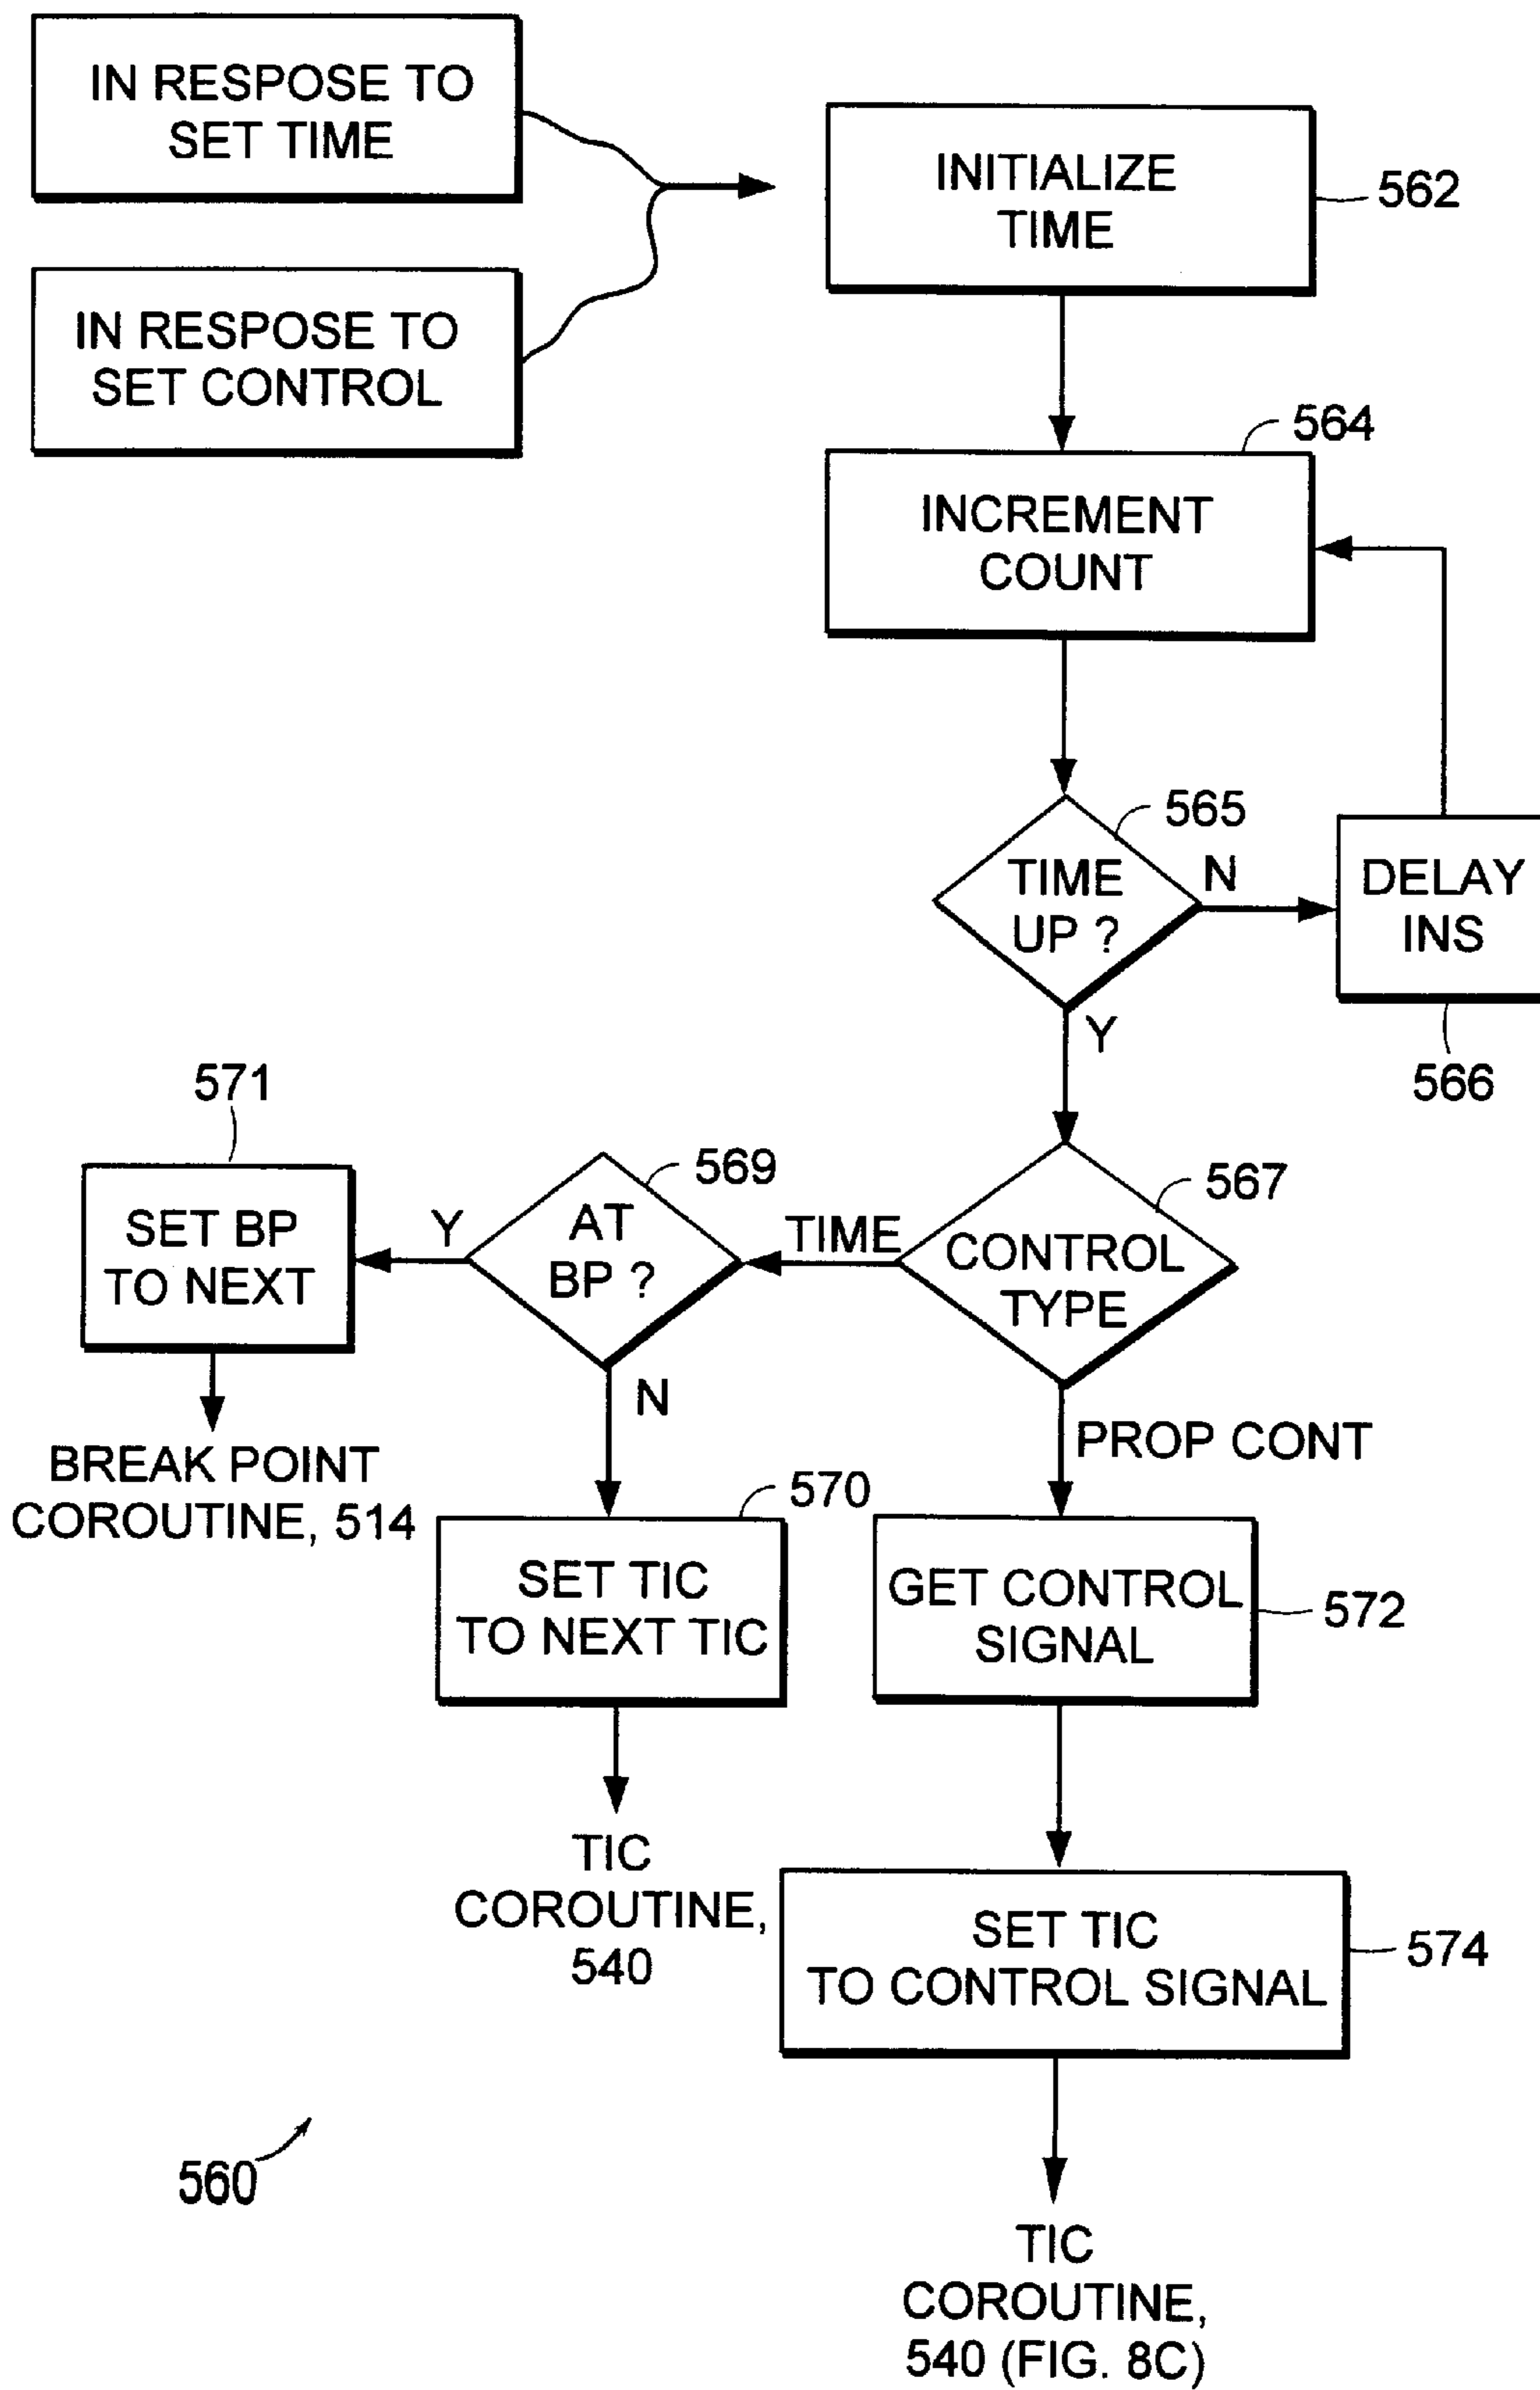 IN RESPOSE TO
SET TIME
IN RESPOSE TO
SET CONTROL
INITIALIZE
TIME
562
564
INCREMENT
COUNT
565
TIME
UP ?
N
DELAY
INS
566
Y
567
CONTROL
TYPE
TIME
569
AT
BP ?
Y
571
SET BP
TO NEXT
BREAK POINT
COROUTINE, 514
N
570
SET TIC
TO NEXT TIC
TIC
COROUTINE,
540
PROP CONT
GET CONTROL
SIGNAL
572
SET TIC
TO CONTROL SIGNAL
574
TIC
COROUTINE,
540 (FIG. 8C)
560